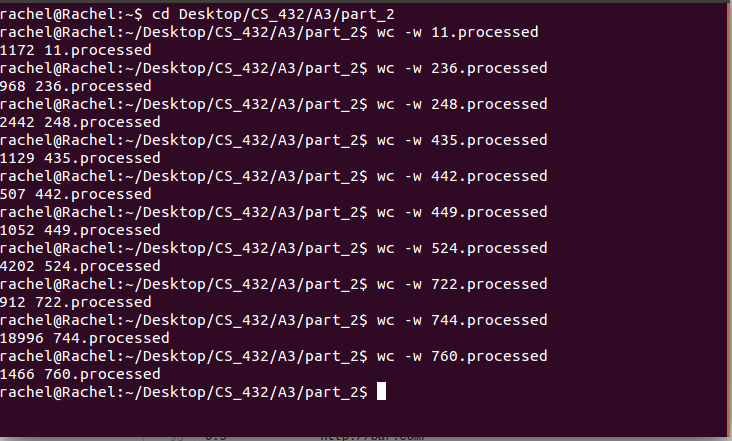 rachel@Rachel:~$ cd Desktop/CS_432/A3/part_2
rachel@Rachel:~/Desktop/CS_432/A3/part_2$ wc -w 11.processed
1172 11.processed
rachel@Rachel:~/Desktop/CS_432/A3/part_2$ wc -w 236.processed
968 236.processed
rachel@Rachel:~/Desktop/CS_432/A3/part_2$ wc -w 248.processed
2442 248.processed
rachel@Rachel:~/Desktop/CS_432/A3/part_2$ wc -w 435.processed
1129 435.processed
rachel@Rachel:~/Desktop/CS_432/A3/part_2$ wc -w 442.processed
507 442.processed
rachel@Rachel:~/Desktop/CS_432/A3/part_2$ wc -w 449.processed
1052 449.processed
rachel@Rachel:~/Desktop/CS_432/A3/part_2$ wc -w 524.processed
4202 524.processed
rachel@Rachel:~/Desktop/CS_432/A3/part_2$ wc -w 722.processed
912 722.processed
rachel@Rachel:~/Desktop/CS_432/A3/part_2$ wc -w 744.processed
18996 744.processed
rachel@Rachel:~/Desktop/CS_432/A3/part_2$ wc -w 760.processed
1466 760.processed
rachel@Rachel:~/Desktop/CS_432/A3/part_2$